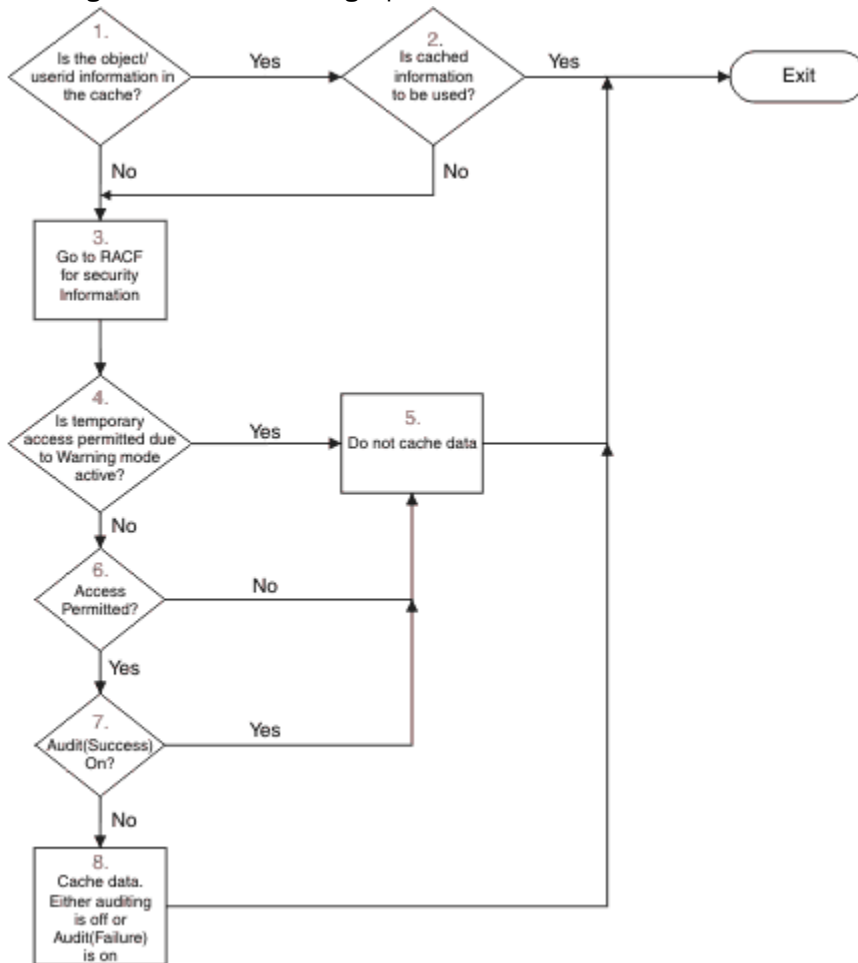 1.
Is the object/
userid information in
the cache?
Yes
2.
Is cached
information
to be used?
Yes
Exit
No
No
3.
Go to RACF
for security
Information
4.
Is temporary
access permitted due
to Warning mode
active?
Yes
5.
Do not cache data
No
6.
Access
Permitted?
No
Yes
7.
Audit(Success)
On?
Yes
No
8.
Cache data.
Either auditing
is off or
Audit(Failure)
is on